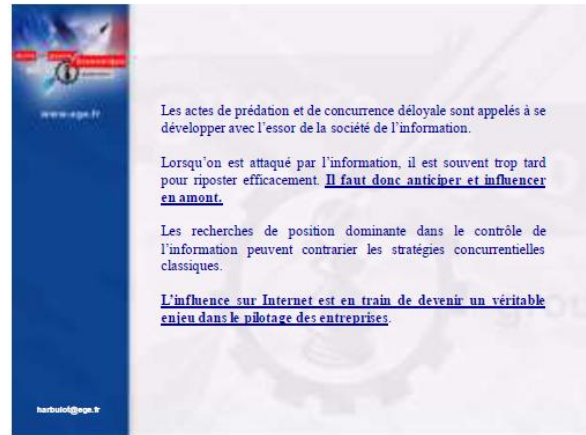 www.ege.fr
Les actes de prédation et de concurrence déloyale sont appelés à se
développer avec l’essor de la société de l’information.
Lorsqu’on est attaqué par l’information, il est souvent trop tard
pour riposter efficacement. Il faut donc anticiper et influencer
en amont.
Les recherches de position dominante dans le contrôle de
l’information peuvent contrarier les stratégies concurrentielles
classiques.
L’influence sur Internet est en train de devenir un véritable
enjeu dans le pilotage des entreprises.
harbulot@ege.fr